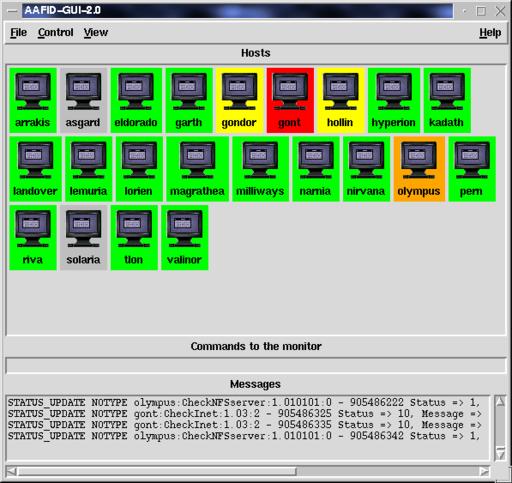 AAFID-GUI-2.0
File Control View Help
Hosts
arrakis asgard eldorado garth gondor gont hollin hyperion kadath
landover lemuria lorien magrathea milliways narnia nirvana olympus pern
riva solaria tlon valinor
Commands to the monitor
Messages
STATUS_UPDATE NOTYPE olympus:CheckNFSserver:1.010101:0 - 905486222 Status => 1,
STATUS_UPDATE NOTYPE gont:CheckInet:1.03:2 - 905486325 Status => 10, Message =>
STATUS_UPDATE NOTYPE gont:CheckInet:1.03:2 - 905486335 Status => 10, Message =>
STATUS_UPDATE NOTYPE olympus:CheckNFSserver:1.010101:0 - 905486342 Status => 1,